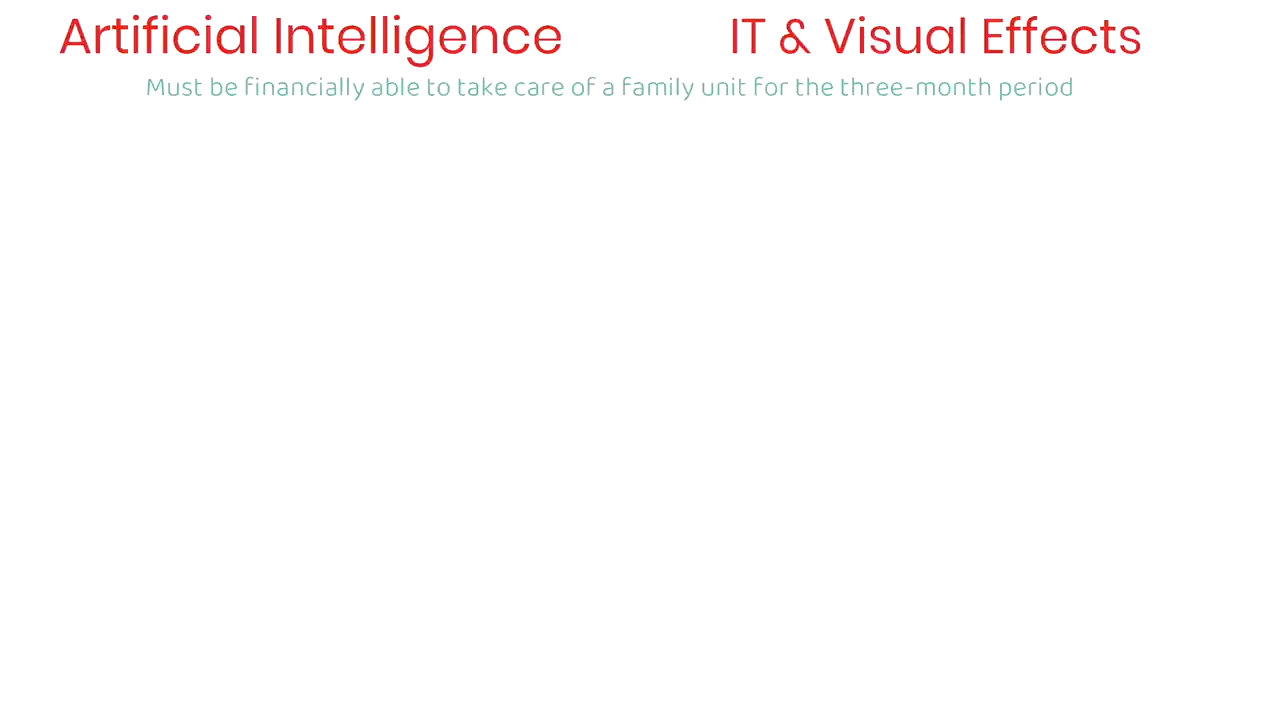 Artificial Intelligence IT & Visual Effects
Must be financially able to take care of a family unit for the three-month period